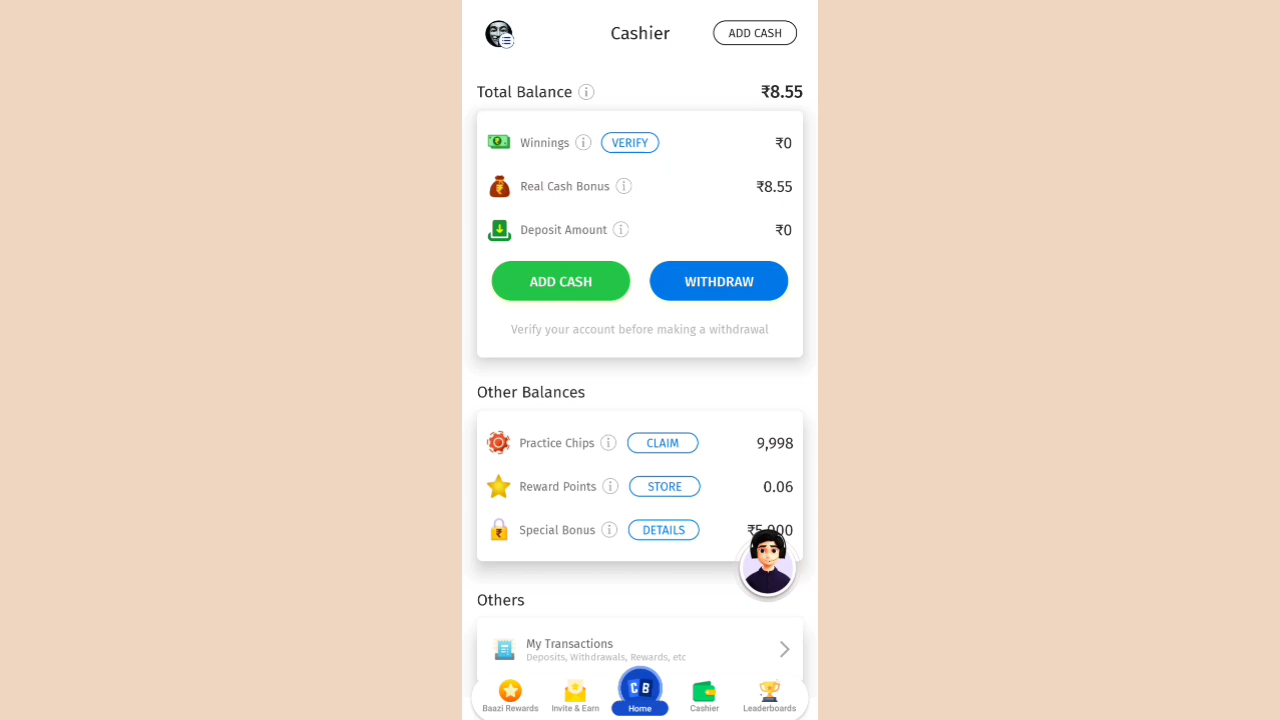 Cashier
ADD CASH
Total Balance
₹8.55
Winnings VERIFY ₹0
Real Cash Bonus ₹8.55
Deposit Amount ₹0
ADD CASH WITHDRAW
Verify your account before making a withdrawal
Other Balances
Practice Chips CLAIM 9,998
Reward Points STORE 0.06
Special Bonus DETAILS
Others
My Transactions
Deposits, Withdrawals, Rewards, etc
CB
Baazi Rewards Invite & Earn Home Cashier Leaderboards